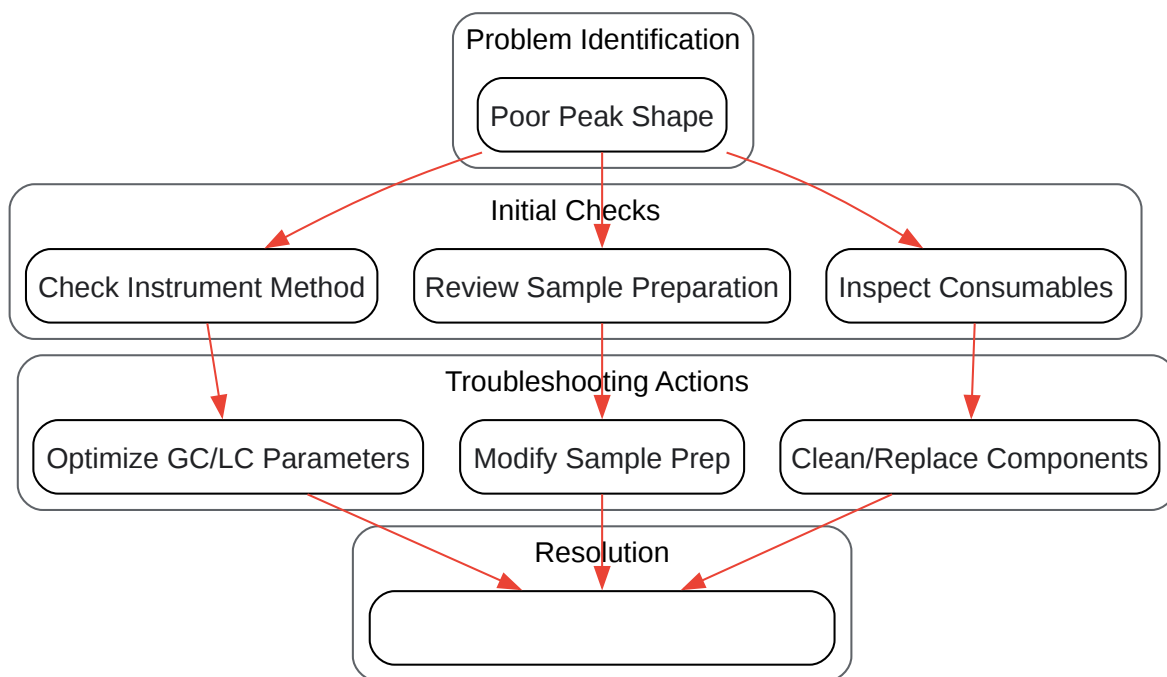 Problem Identification
Poor Peak Shape
Initial Checks
Check Instrument Method
Review Sample Preparation
Inspect Consumables
Troubleshooting Actions
Optimize GC/LC Parameters
Modify Sample Prep
Clean/Replace Components
Resolution